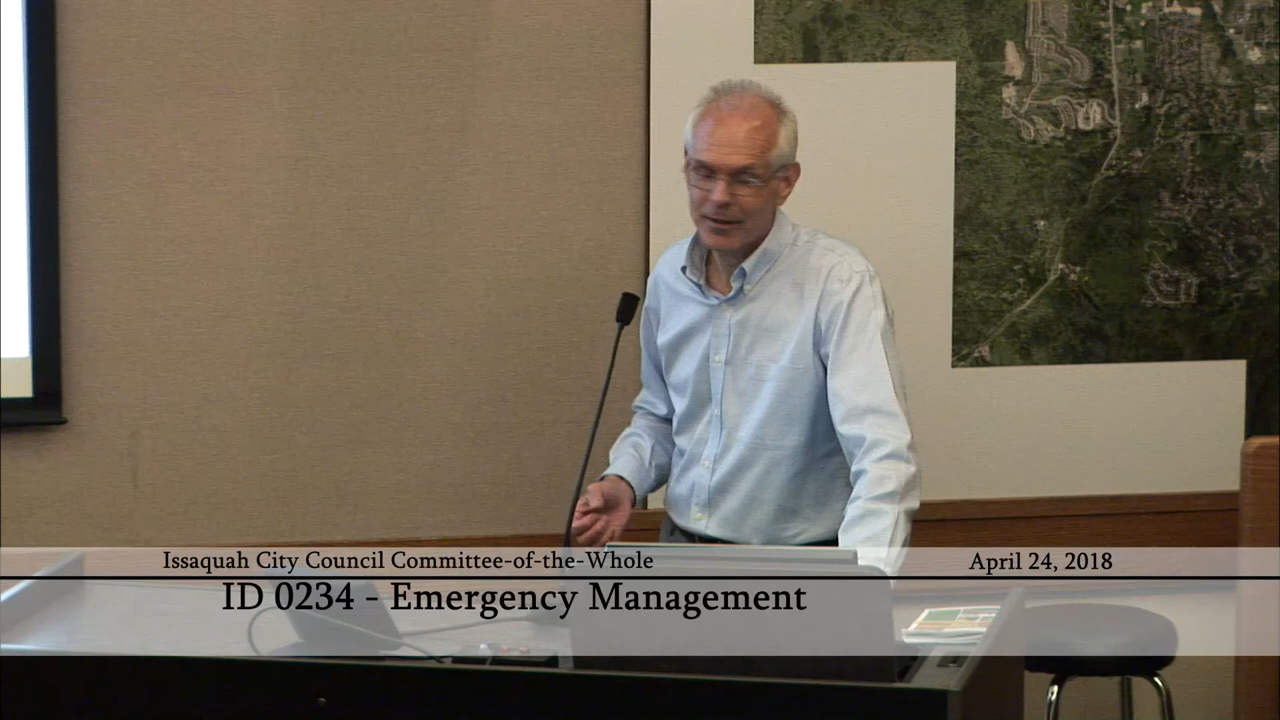 Issaquah City Council Committee-of-the-Whole April 24, 2018
ID 0234 - Emergency Management